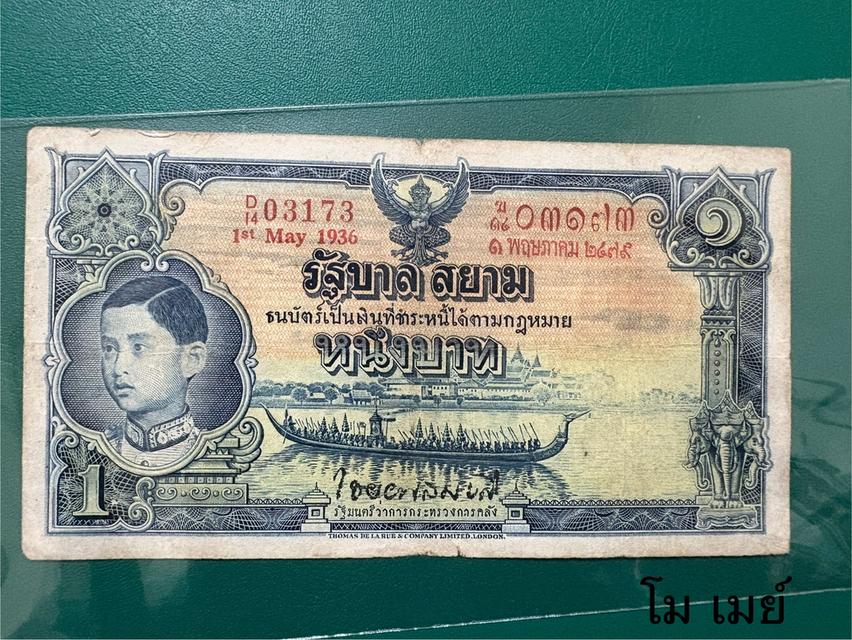 D/14 03173
ฆ/๑๔ ๐๓๑๗๓
1st May 1936
๑ พฤษภาคม ๒๔๗๙
๑
รัฐบาล สยาม
ธนบัตร์เป็นเงินที่ชำระหนี้ได้ตามกฎหมาย
หนึ่งบาท
1
รัฐมนตรีว่าการกระทรวงการคลัง
THOMAS DE LA RUE & COMPANY LIMITED. LONDON.
โม เมย์